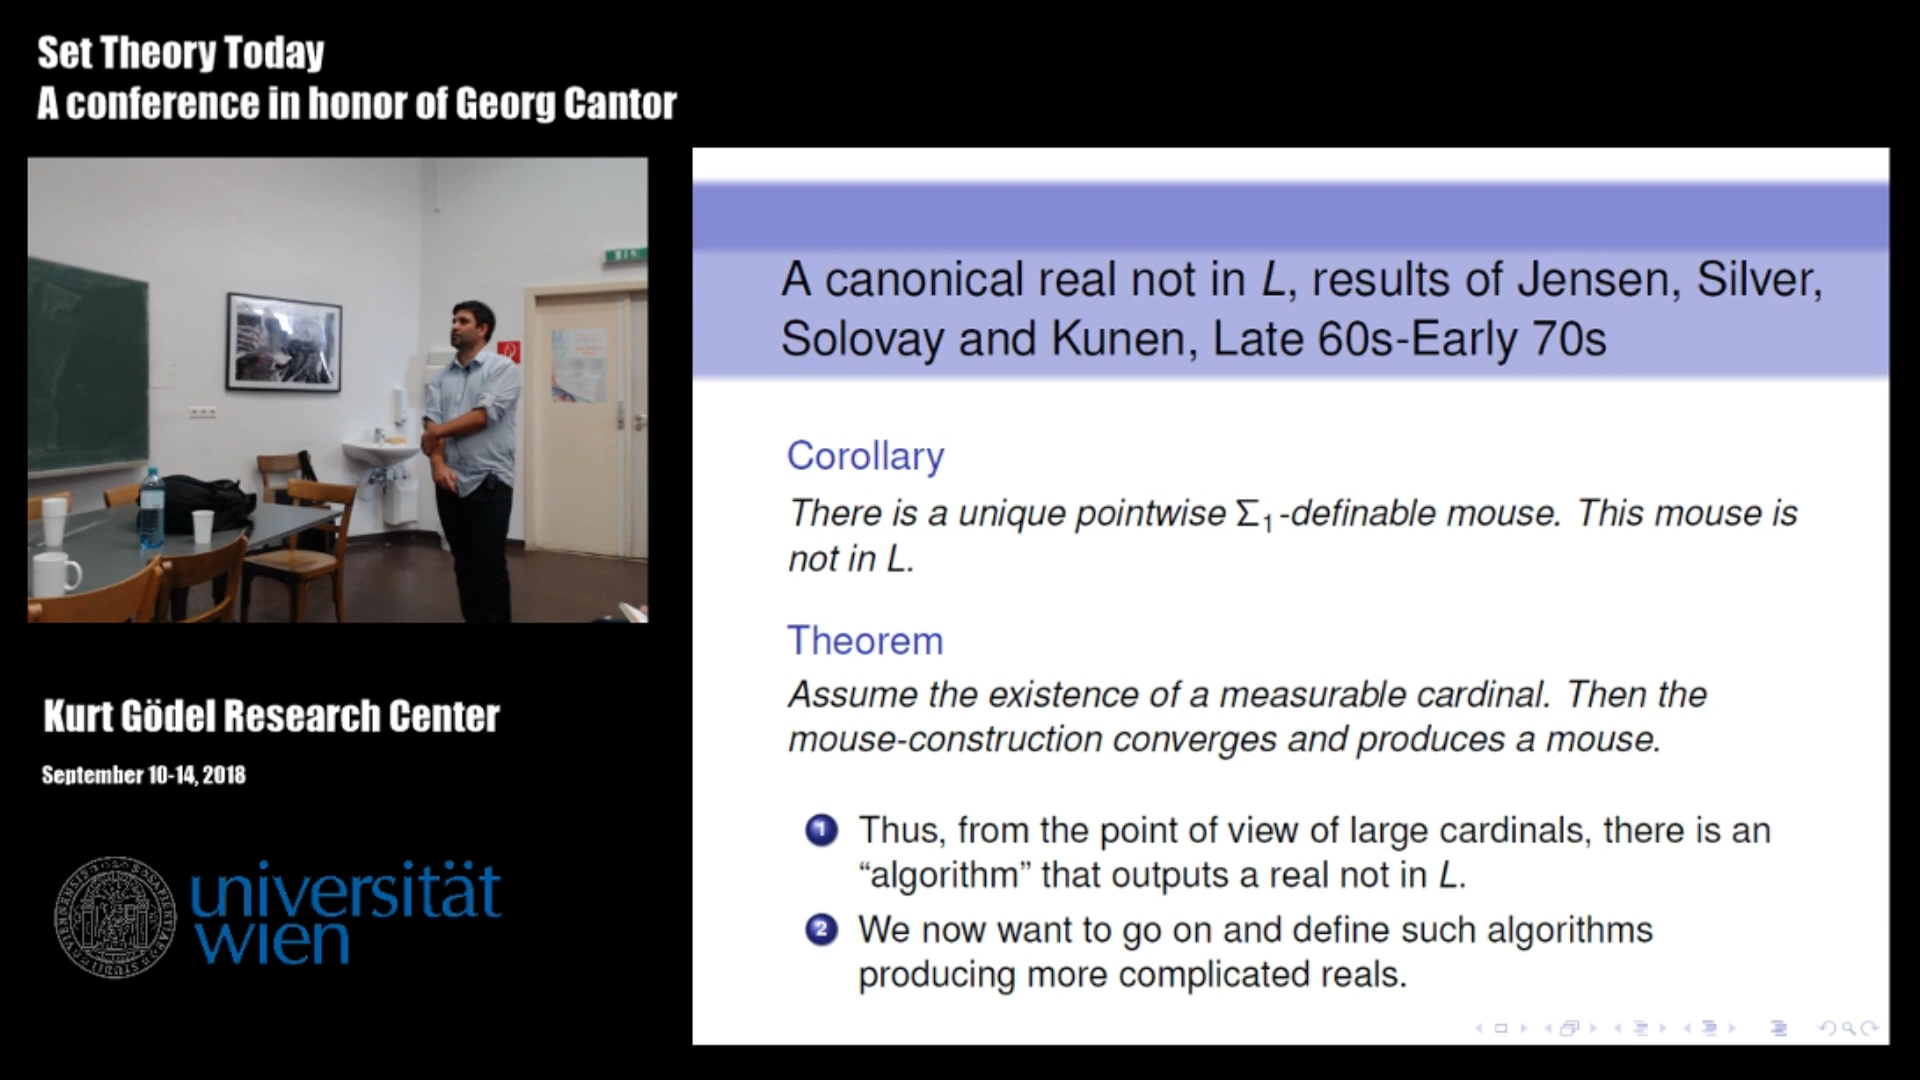 Set Theory Today
A conference in honor of Georg Cantor
A canonical real not in L, results of Jensen, Silver,
Solovay and Kunen, Late 60s-Early 70s
Corollary
There is a unique pointwise Σ₁-definable mouse. This mouse is
not in L.
Theorem
Assume the existence of a measurable cardinal. Then the
mouse-construction converges and produces a mouse.
1 Thus, from the point of view of large cardinals, there is an
“algorithm” that outputs a real not in L.
2 We now want to go on and define such algorithms
producing more complicated reals.
Kurt Gödel Research Center
September 10-14, 2018
universität
wien